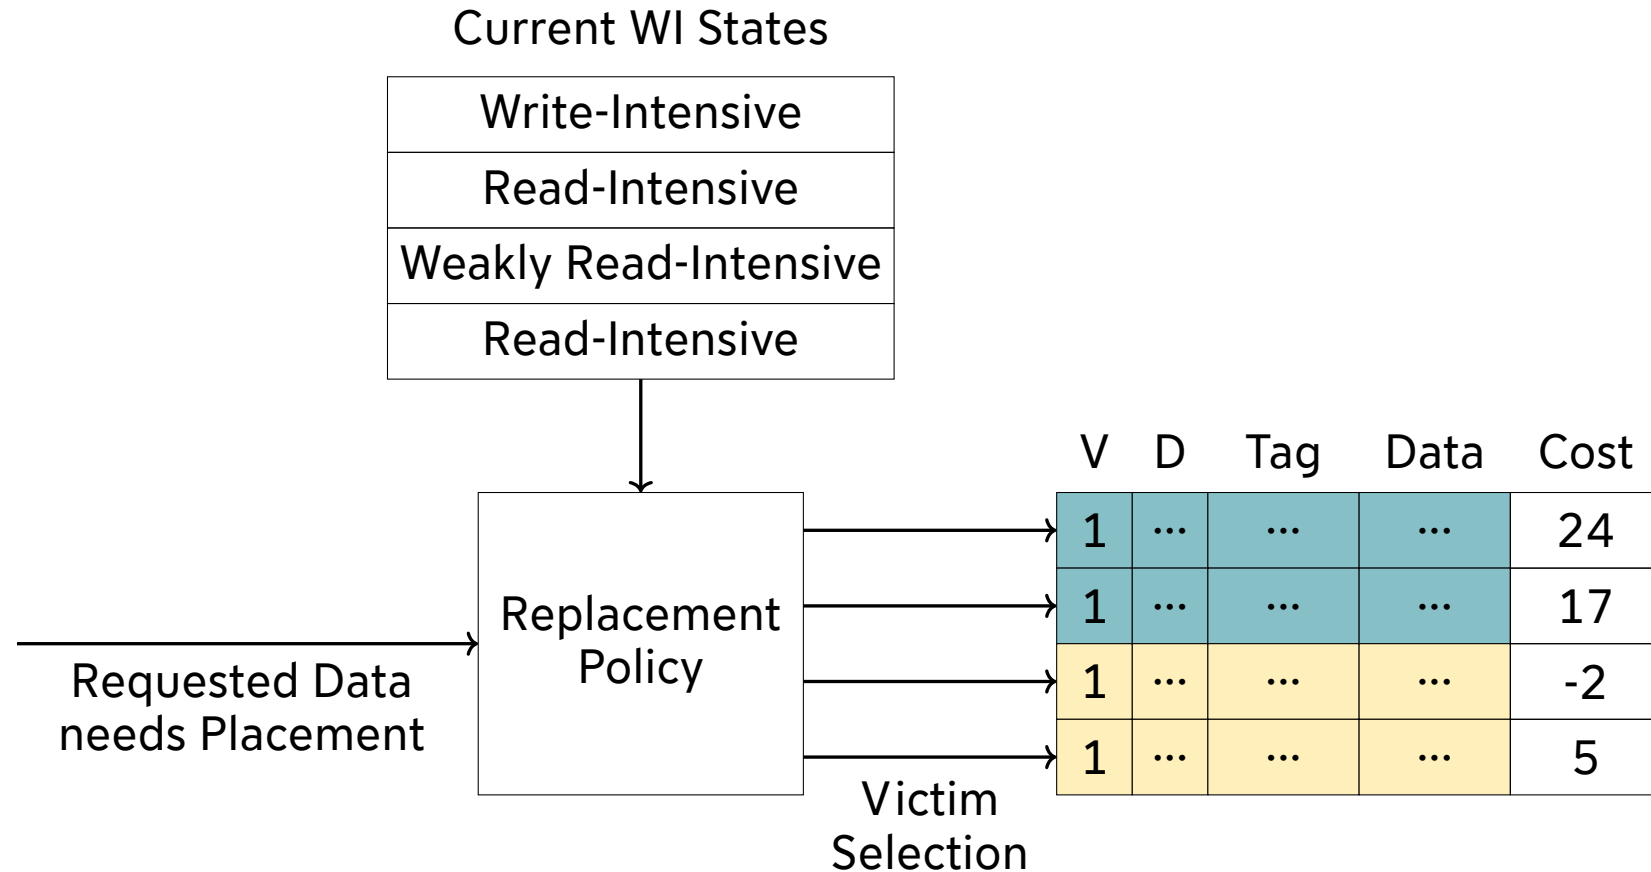 Current WI States
Write-Intensive
Read-Intensive
Weakly Read-Intensive
Read-Intensive
V D Tag Data Cost
1 ... ... ... 24
1 ... ... ... 17
1 ... ... ... -2
1 ... ... ... 5
Replacement
Policy
Requested Data
needs Placement
Victim
Selection